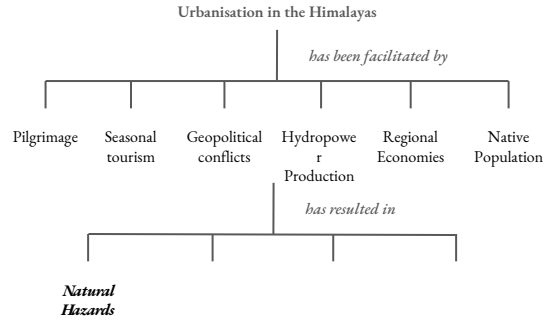 Urbanisation in the Himalayas
has been facilitated by
Pilgrimage
Seasonal
tourism
Geopolitical
conflicts
Hydropowe
r
Production
Regional
Economies
Native
Population
has resulted in
Natural
Hazards